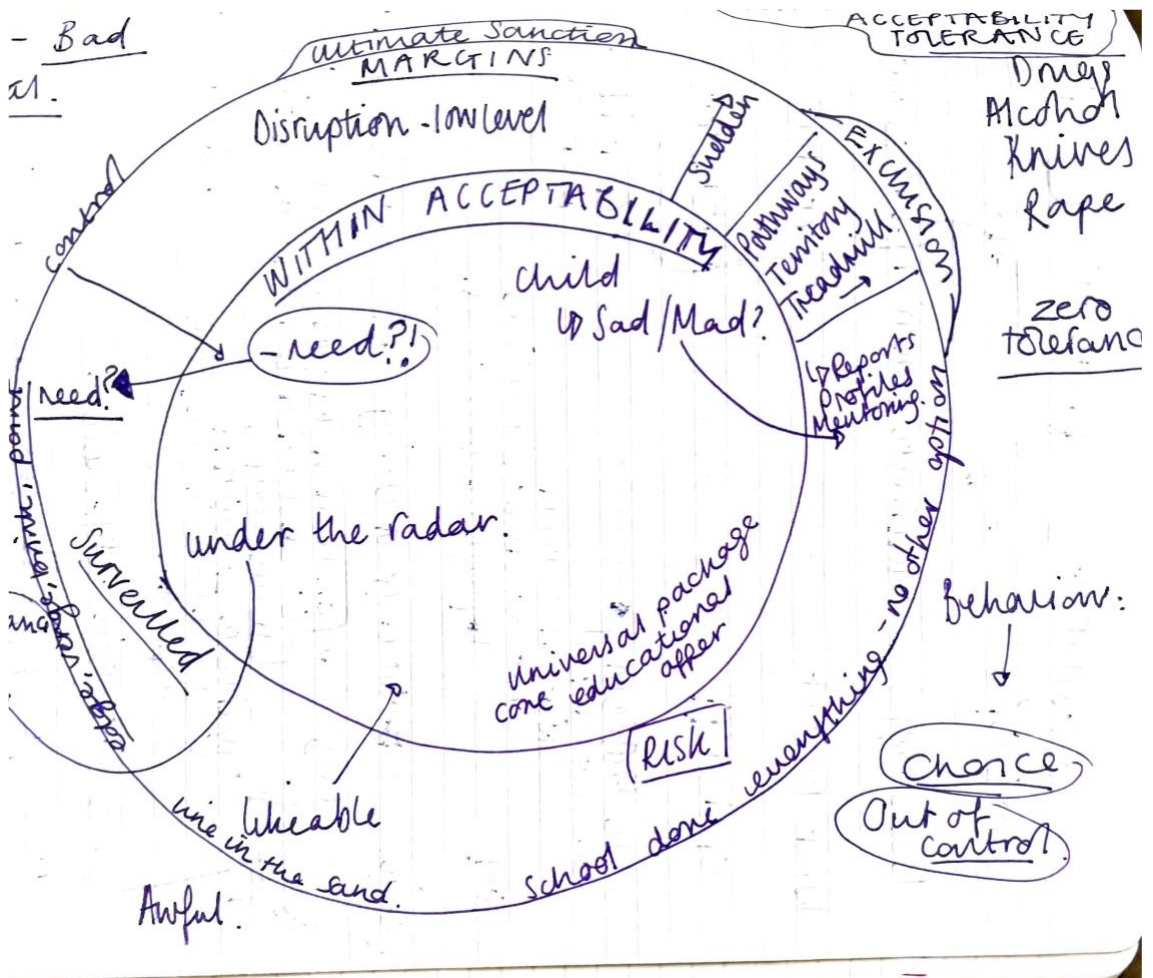 - Bad
Ultimate Sanction
MARGINS
ACCEPTABILITY
TOLERANCE
Drugs
Alcohol
Knives
Rape
zero
Disruption - low level
Sudden
EXCLUSION
Pathways
Territory
Treadmill
control
WITHIN ACCEPTABILITY
Child
↳ Sad/Mad?
- need?!
need?
↳ Reports
Profiles
Mentoring.
under the radar.
Surveilled
universal package
core educational
offer
RISK
Likeable
line in the sand.
school done everything - no other
Awful.
Behaviour:
Choice
Out of
control.